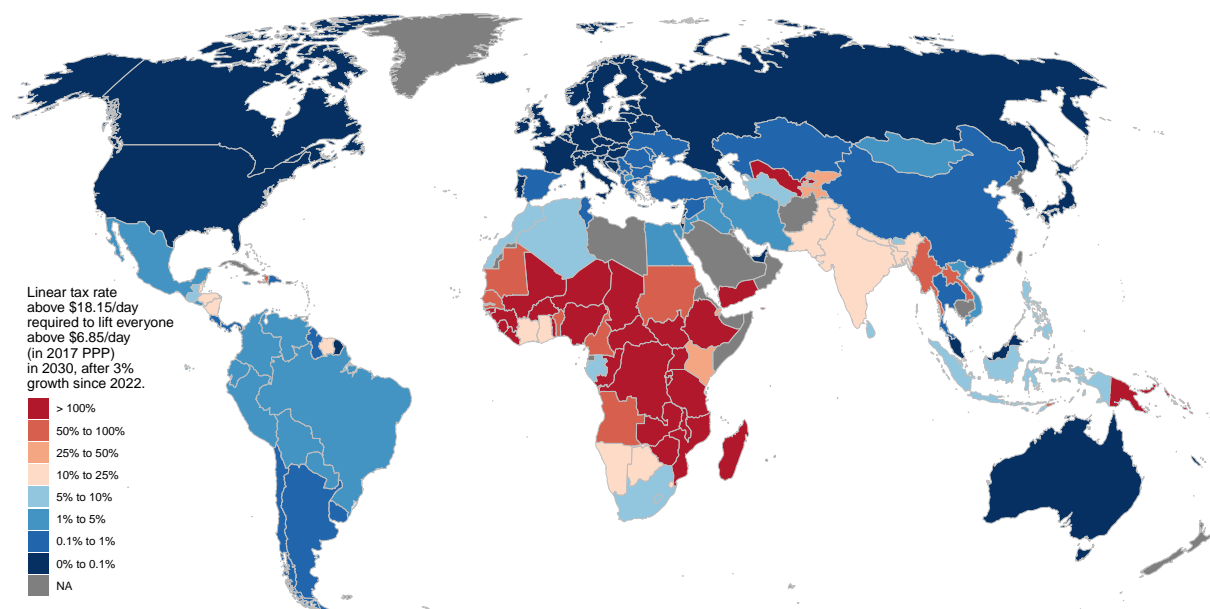 Linear tax rate
above $18.15/day
required to lift everyone
above $6.85/day
(in 2017 PPP)
in 2030, after 3%
growth since 2022.
> 100%
50% to 100%
25% to 50%
10% to 25%
5% to 10%
1% to 5%
0.1% to 1%
0% to 0.1%
NA